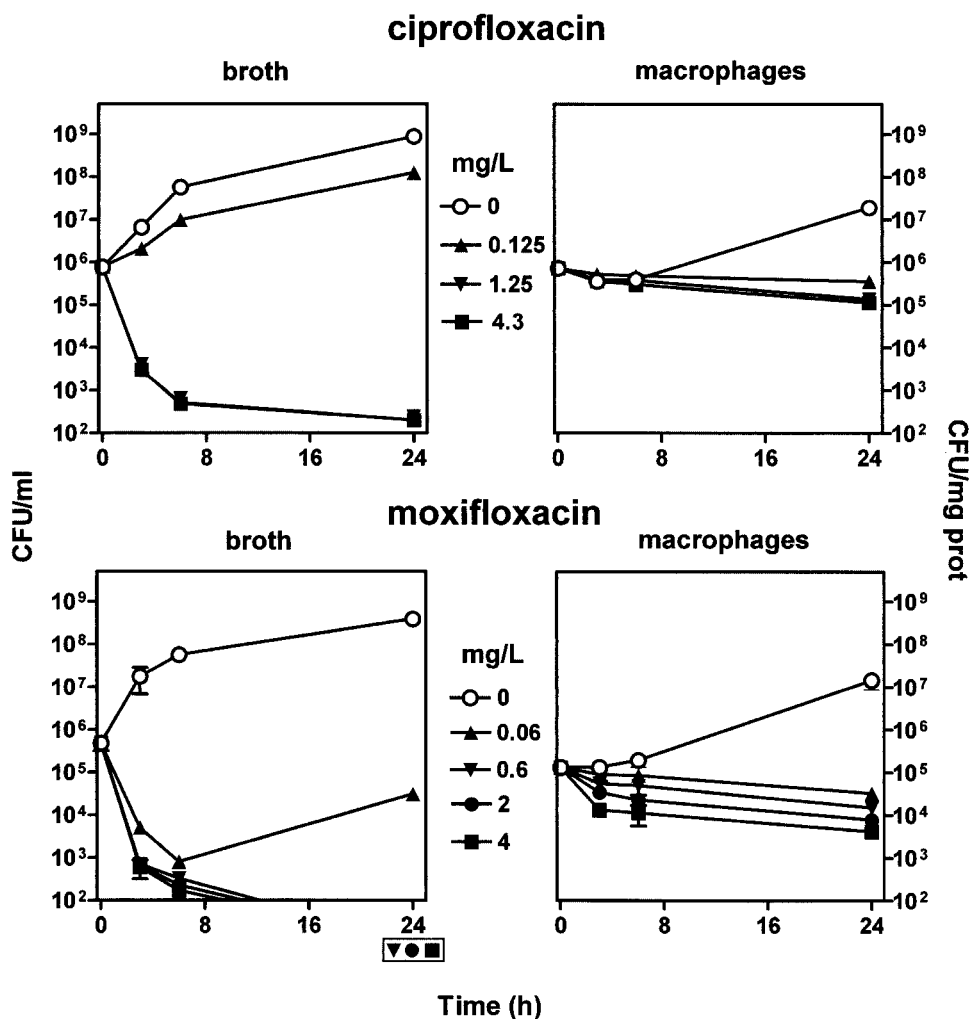 ciprofloxacin
broth
macrophages
10⁹
10⁸
10⁷
10⁶
10⁵
10⁴
10³
10²
0 8 16 24
mg/L
0
0.125
1.25
4.3
10⁹
10⁸
10⁷
10⁶
10⁵
10⁴
10³
10²
0 8 16 24
CFU/ml
CFU/mg prot
moxifloxacin
broth
macrophages
10⁹
10⁸
10⁷
10⁶
10⁵
10⁴
10³
10²
0 8 16 24
mg/L
0
0.06
0.6
2
4
10⁹
10⁸
10⁷
10⁶
10⁵
10⁴
10³
10²
0 8 16 24
Time (h)